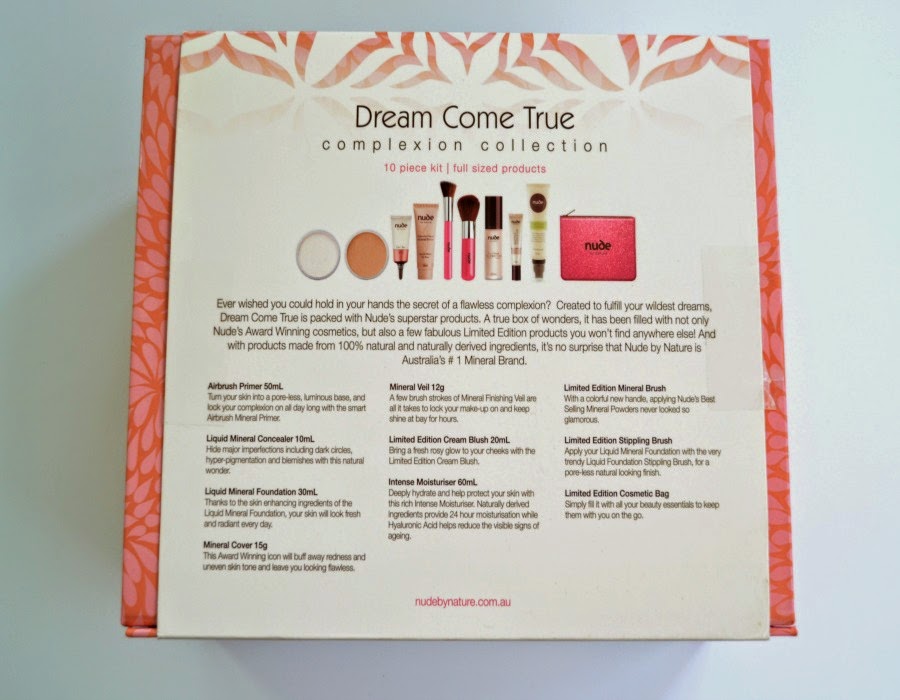 Dream Come True
complexion collection
10 piece kit | full sized products
nude
nude
nude
nude
nude
nude
Ever wished you could hold in your hands the secret of a flawless complexion? Created to fulfill your wildest dreams,
Dream Come True is packed with Nude's superstar products. A true box of wonders, it has been filled with not only
Nude's Award Winning cosmetics, but also a few fabulous Limited Edition products you won't find anywhere else! And
with products made from 100% natural and naturally derived ingredients, it's no surprise that Nude by Nature is
Australia's # 1 Mineral Brand.
Airbrush Primer 50mL
Turn your skin into a pore-less, luminous base, and
lock your complexion on all day long with the smart
Airbrush Mineral Primer.
Liquid Mineral Concealer 10mL
Hide major imperfections including dark circles,
hyper-pigmentation and blemishes with this natural
wonder.
Liquid Mineral Foundation 30mL
Thanks to the skin enhancing ingredients of the
Liquid Mineral Foundation, your skin will look fresh
and radiant every day.
Mineral Cover 15g
This Award Winning icon will buff away redness and
uneven skin tone and leave you looking flawless.
Mineral Veil 12g
A few brush strokes of Mineral Finishing Veil are
all it takes to lock your make-up on and keep
shine at bay for hours.
Limited Edition Cream Blush 20mL
Bring a fresh rosy glow to your cheeks with the
Limited Edition Cream Blush.
Intense Moisturiser 60mL
Deeply hydrate and help protect your skin with
this rich Intense Moisturiser. Naturally derived
ingredients provide 24 hour moisturisation while
Hyaluronic Acid helps reduce the visible signs of
ageing.
Limited Edition Mineral Brush
With a colorful new handle, applying Nude's Best
Selling Mineral Powders never looked so
glamorous.
Limited Edition Stippling Brush
Apply your Liquid Foundation with the very
trendy Liquid Foundation Stippling Brush, for a
pore-less natural looking finish.
Limited Edition Cosmetic Bag
Simply fill it with all your beauty essentials to keep
them with you on the go.
nudebynature.com.au